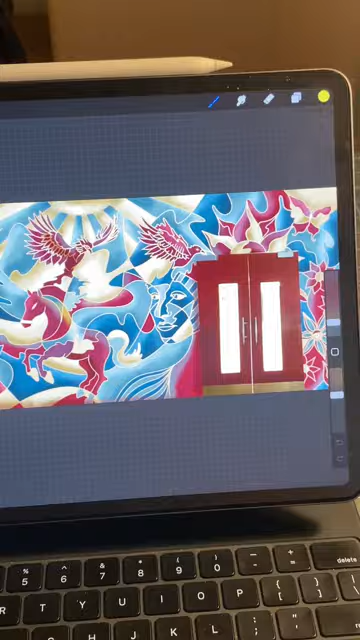 % ^ & * ( ) _ + delete
5 6 7 8 9 0 - =
R T Y U I O P { } |
[ ] \
H J K L : "
; '